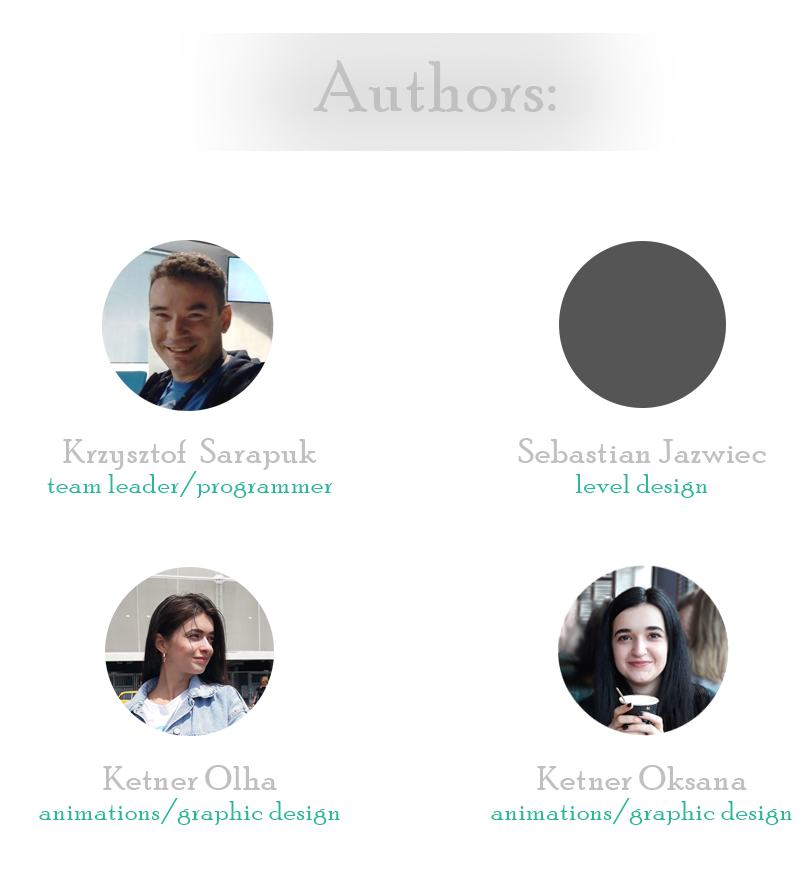 Authors:
Krzysztof Sarapuk
team leader/programmer
Sebastian Jazwiec
level design
Ketner Olha
animations/graphic design
Ketner Oksana
animations/graphic design